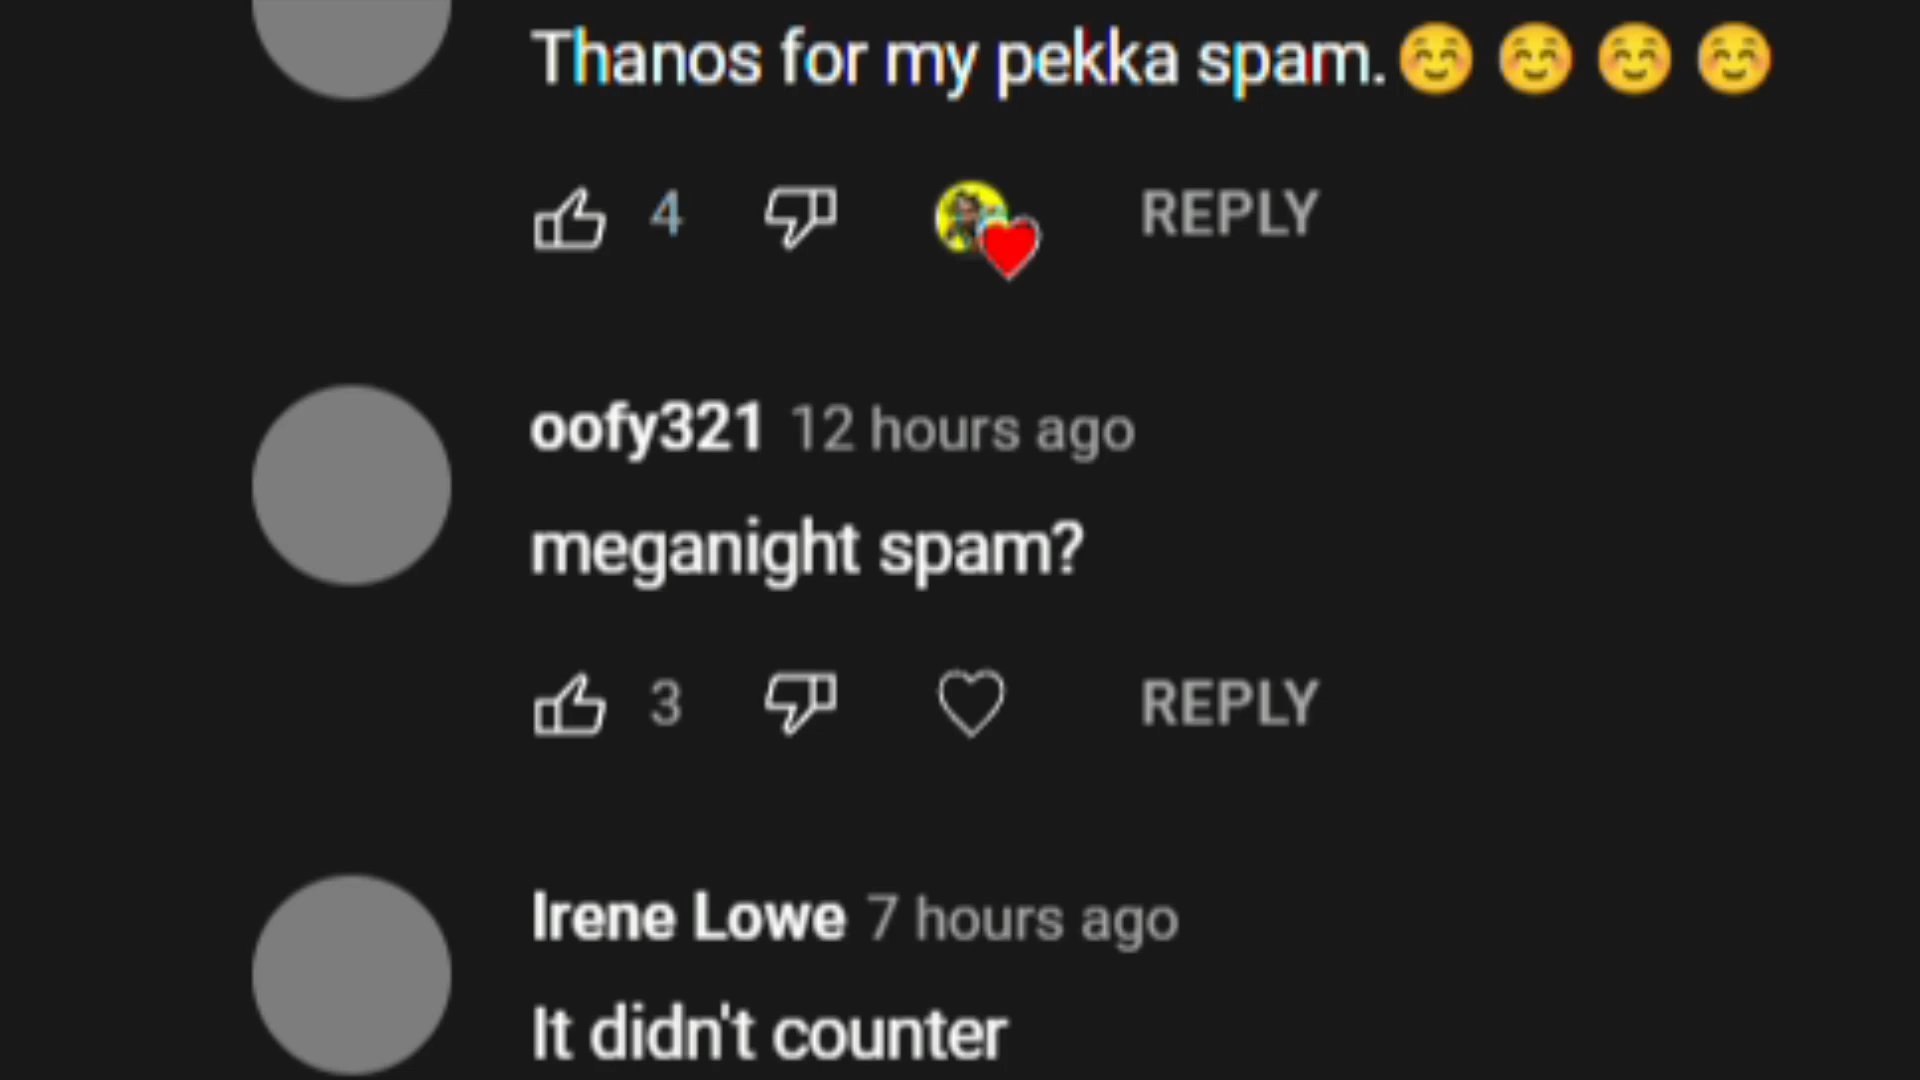 Thanos for my pekka spam.☺️ ☺️ ☺️ ☺️
4 REPLY
oofy321 12 hours ago
meganight spam?
3 REPLY
Irene Lowe 7 hours ago
It didn't counter